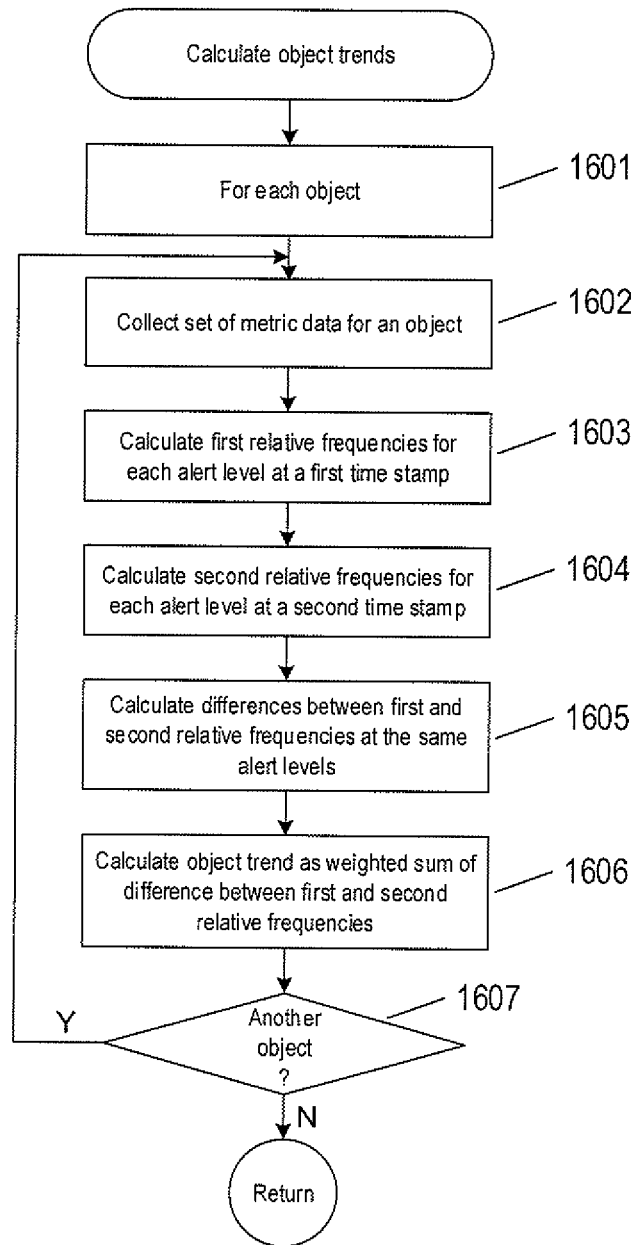 Calculate object trends
For each object
1601
Collect set of metric data for an object
1602
Calculate first relative frequencies for
each alert level at a first time stamp
1603
Calculate second relative frequencies for
each alert level at a second time stamp
1604
Calculate differences between first and
second relative frequencies at the same
alert levels
1605
Calculate object trend as weighted sum of
difference between first and second
relative frequencies
1606
Another
object
?
1607
Y
N
Return